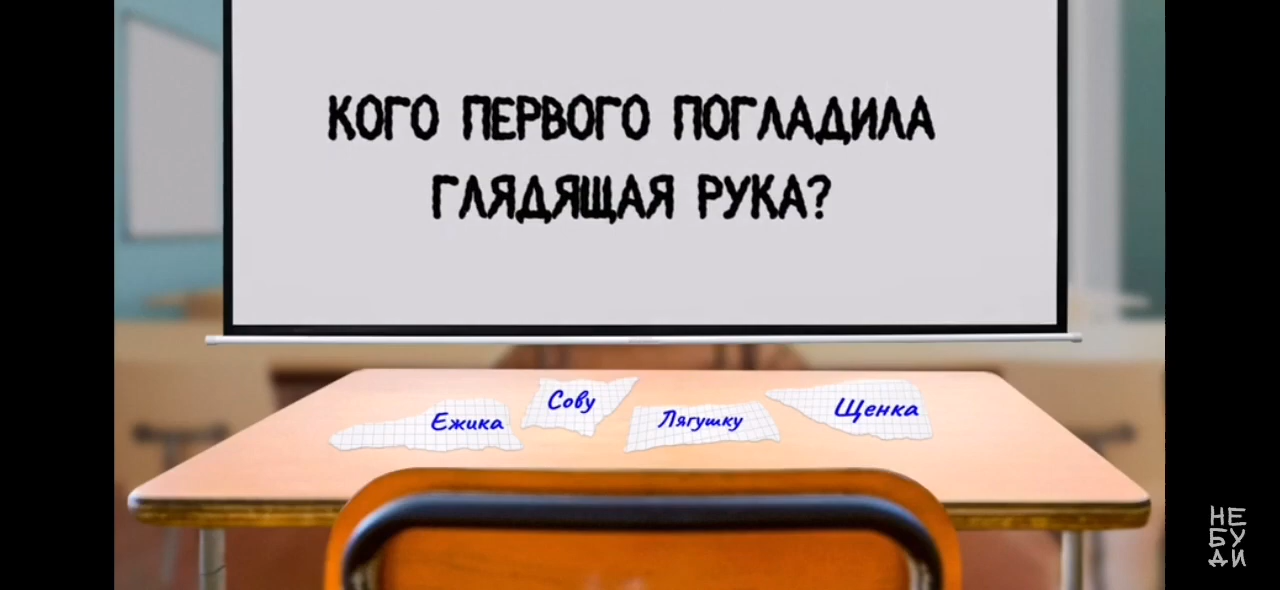 КОГО ПЕРВОГО ПОГЛАДИЛА
ГЛЯДЯЩАЯ РУКА?
Ежика
Сову
Лягушку
Щенка
НЕ
БУ
ДИ